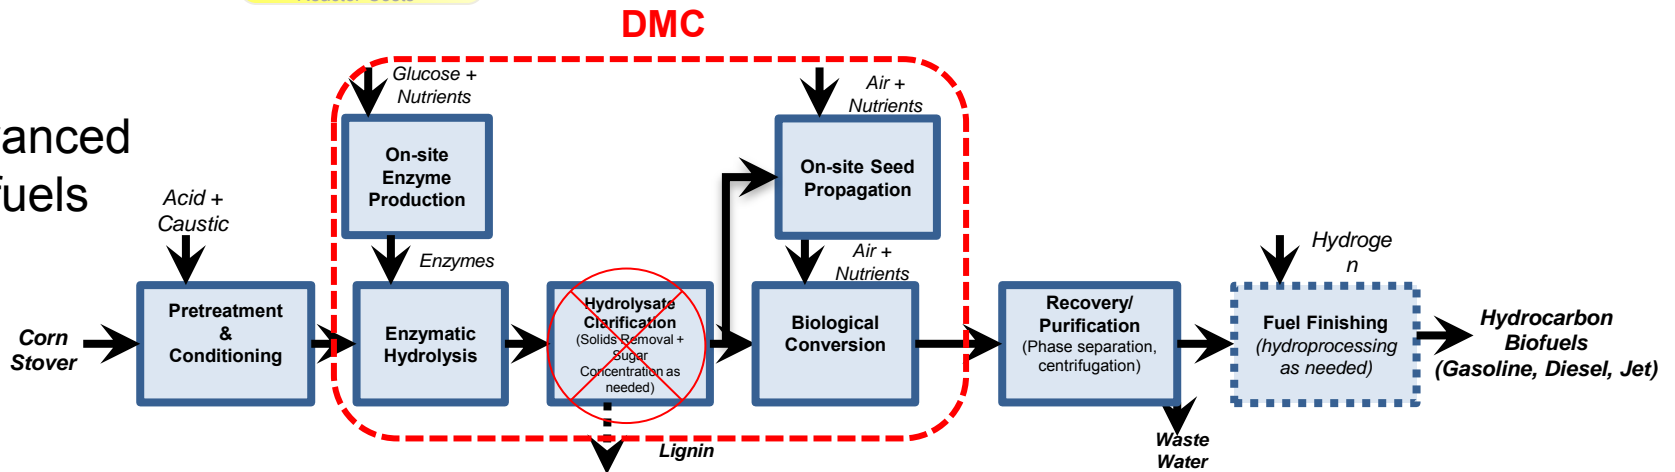 DMC
Glucose +
Nutrients
Air +
Nutrients
anced
fuels
On-site
Enzyme
Production
On-site Seed
Propagation
Acid +
Caustic
Enzymes
Air +
Nutrients
Hydroge
n
Corn
Stover
Pretreatment
&
Conditioning
Enzymatic
Hydrolysis
Hydrolysate
Clarification
(Solids Removal +
Sugar
Concentration as
needed)
Biological
Conversion
Recovery/
Purification
(Phase separation,
centrifugation)
Fuel Finishing
(hydroprocessing
as needed)
Hydrocarbon
Biofuels
(Gasoline, Diesel, Jet)
Lignin
Waste
Water